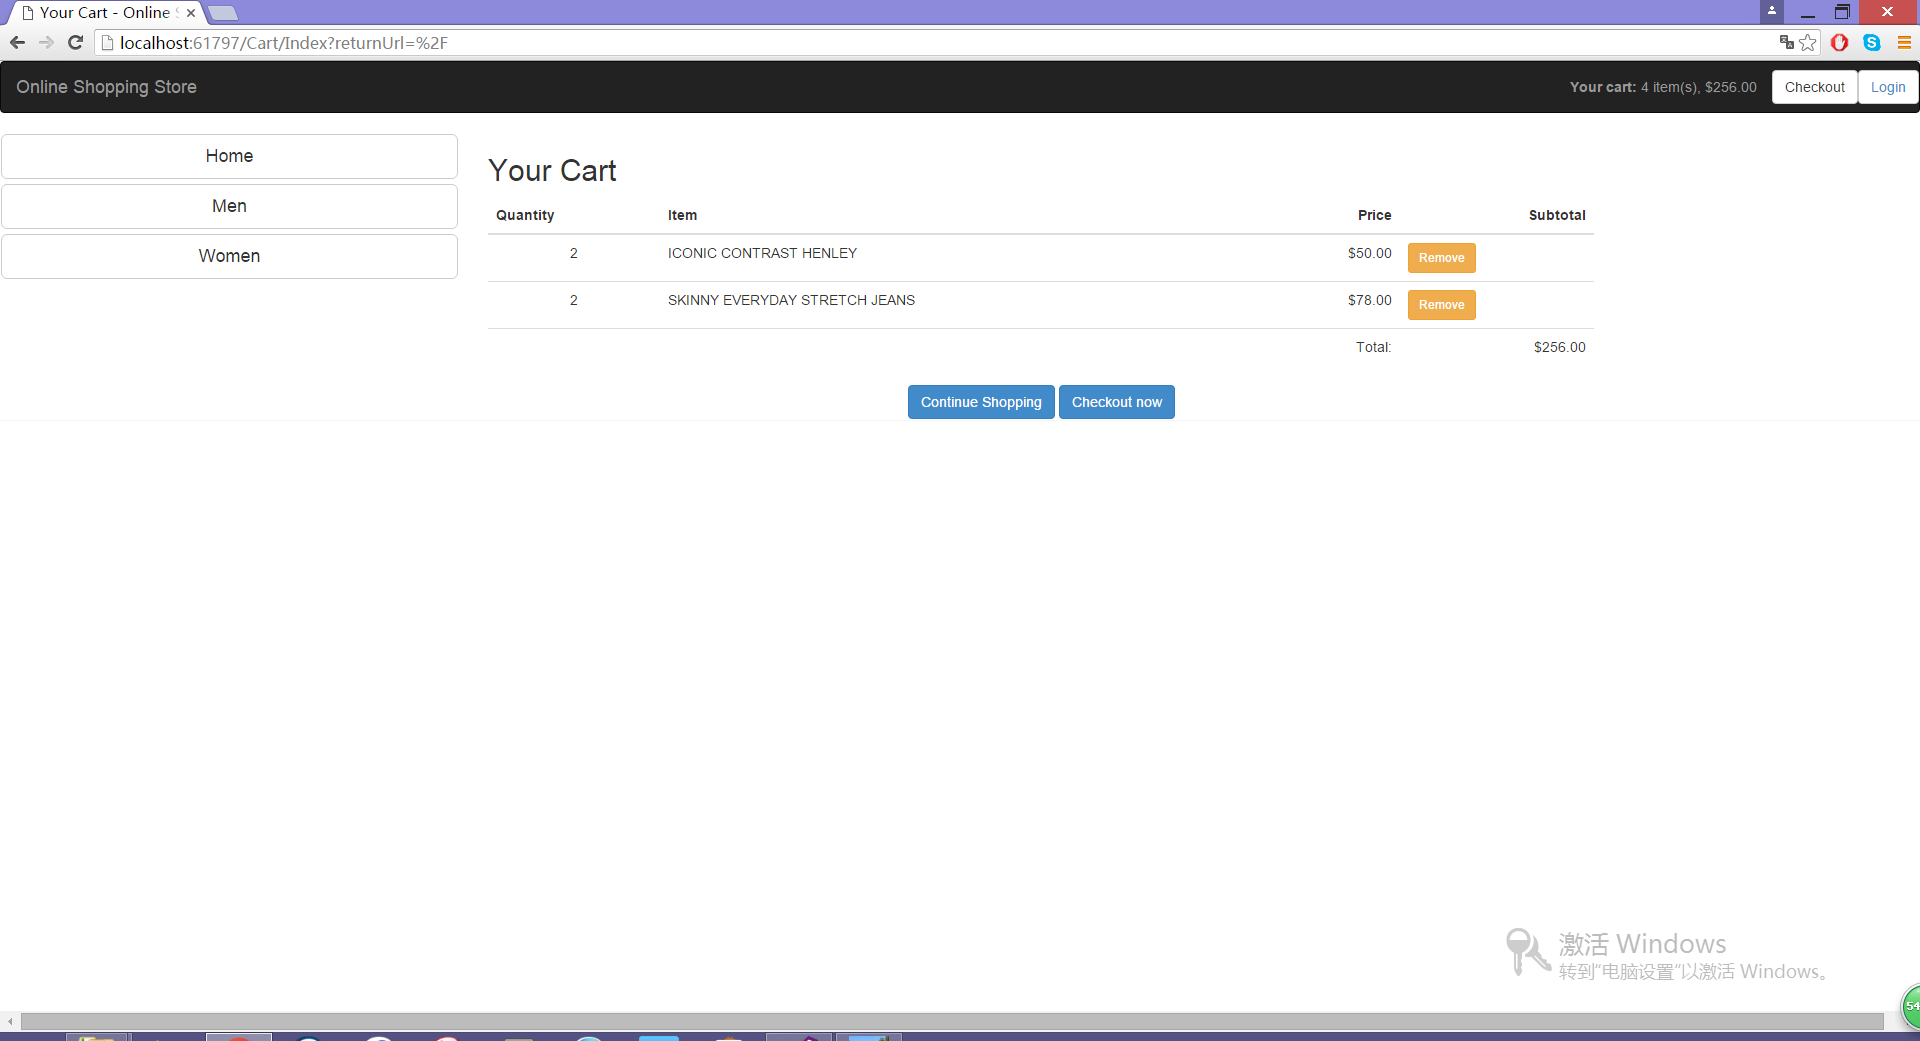 Your Cart - Online
localhost:61797/Cart/Index?returnUrl=%2F
Online Shopping Store
Your cart: 4 item(s), $256.00
Checkout
Login
Home
Men
Women
Your Cart
Quantity Item Price Subtotal
2 ICONIC CONTRAST HENLEY $50.00 Remove
2 SKINNY EVERYDAY STRETCH JEANS $78.00 Remove
Total: $256.00
Continue Shopping Checkout now
激活 Windows
转到“电脑设置”以激活 Windows。
54